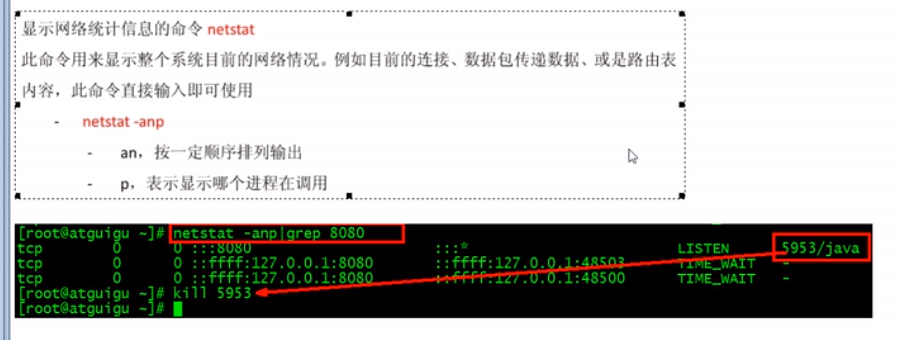 显示网络统计信息的命令 netstat
此命令用来显示整个系统目前的网络情况。例如目前的连接、数据包传递数据、或是路由表
内容，此命令直接输入即可使用
- netstat -anp
- an，按一定顺序排列输出
- p，表示显示哪个进程在调用
[root@atguigu ~]# netstat -anp|grep 8080
tcp 0 0 :::8080 :::* LISTEN 5953/java
tcp 0 0 ::ffff:127.0.0.1:8080 ::ffff:127.0.0.1:48503 TIME_WAIT -
tcp 0 0 ::ffff:127.0.0.1:8080 ::ffff:127.0.0.1:48500 TIME_WAIT -
[root@atguigu ~]# kill 5953
[root@atguigu ~]#